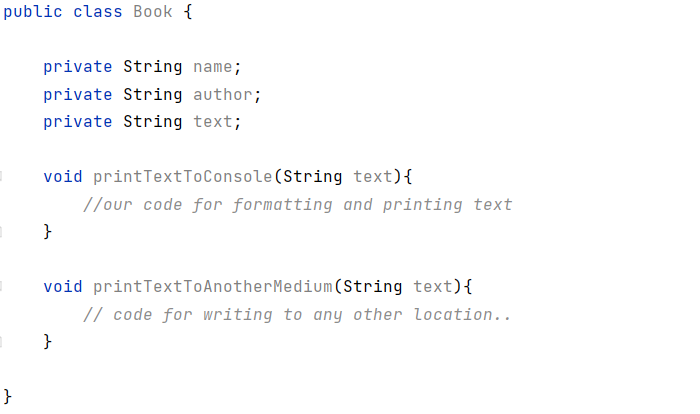 public class Book {
private String name;
private String author;
private String text;
void printTextToConsole(String text){
//our code for formatting and printing text
}
void printTextToAnotherMedium(String text){
// code for writing to any other location..
}
}